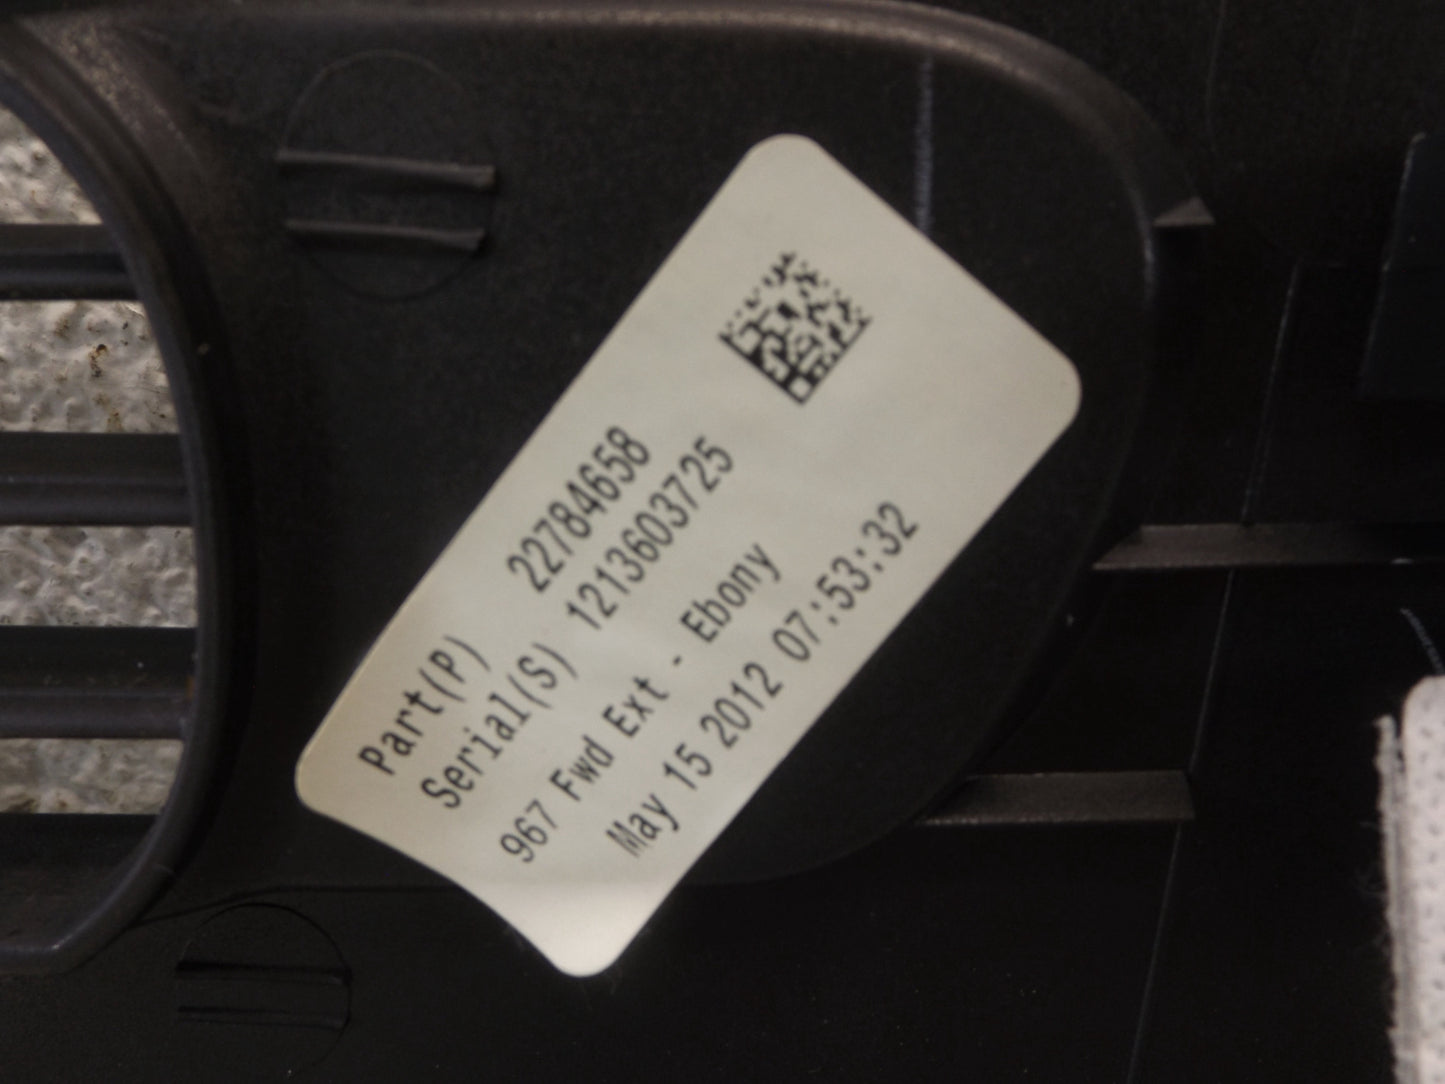 Part(P) 22784658
Serial(S) 1213603725
967 Fwd Ext - Ebony
May 15 2012 07:53:32